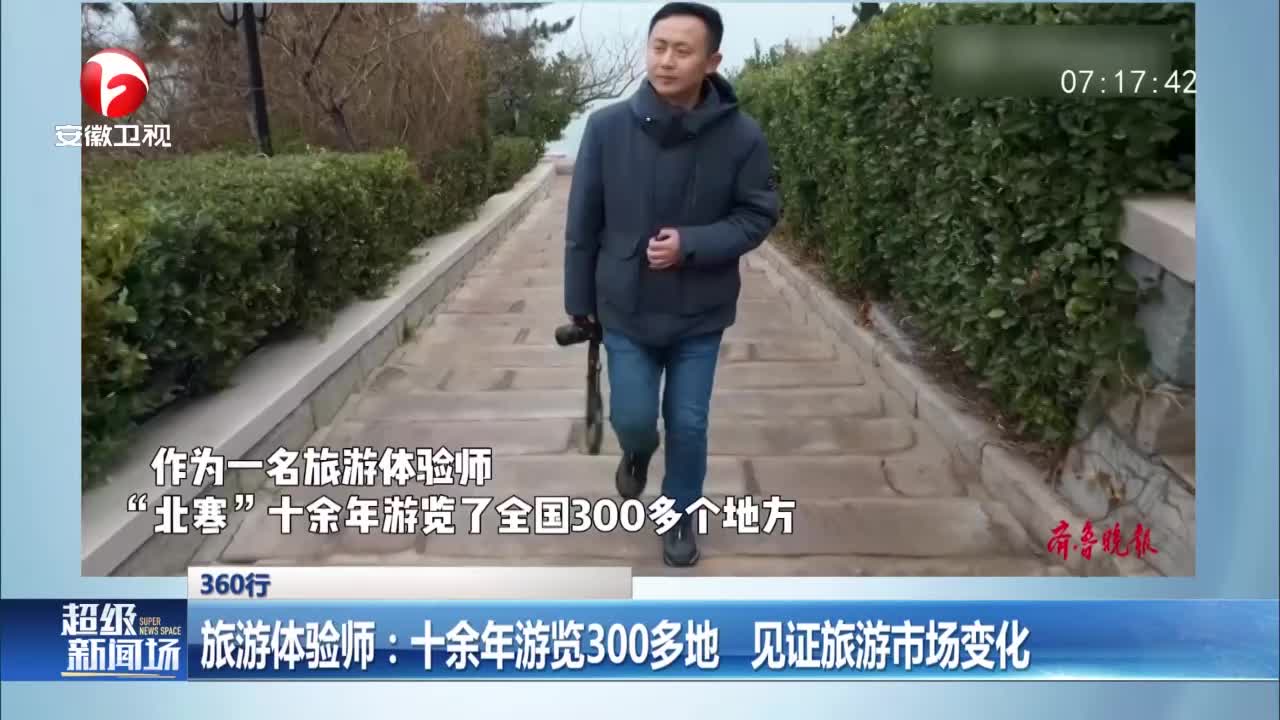 安徽卫视
07:17:42
作为一名旅游体验师
“北寒”十余年游览了全国300多个地方
齐鲁晚报
360行
超级新闻场
SUPER NEWS SPACE
旅游体验师：十余年游览300多地 见证旅游市场变化